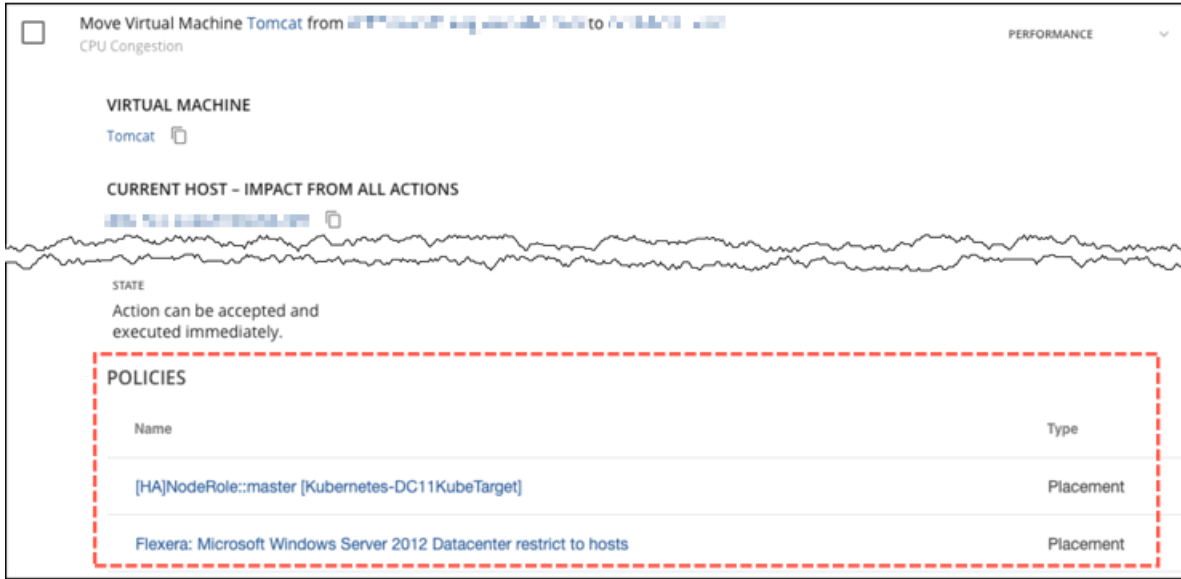 Move Virtual Machine Tomcat from to
PERFORMANCE
CPU Congestion
VIRTUAL MACHINE
Tomcat
CURRENT HOST – IMPACT FROM ALL ACTIONS
STATE
Action can be accepted and
executed immediately.
POLICIES
Name Type
[HA]NodeRole::master [Kubernetes-DC11KubeTarget] Placement
Flexera: Microsoft Windows Server 2012 Datacenter restrict to hosts Placement